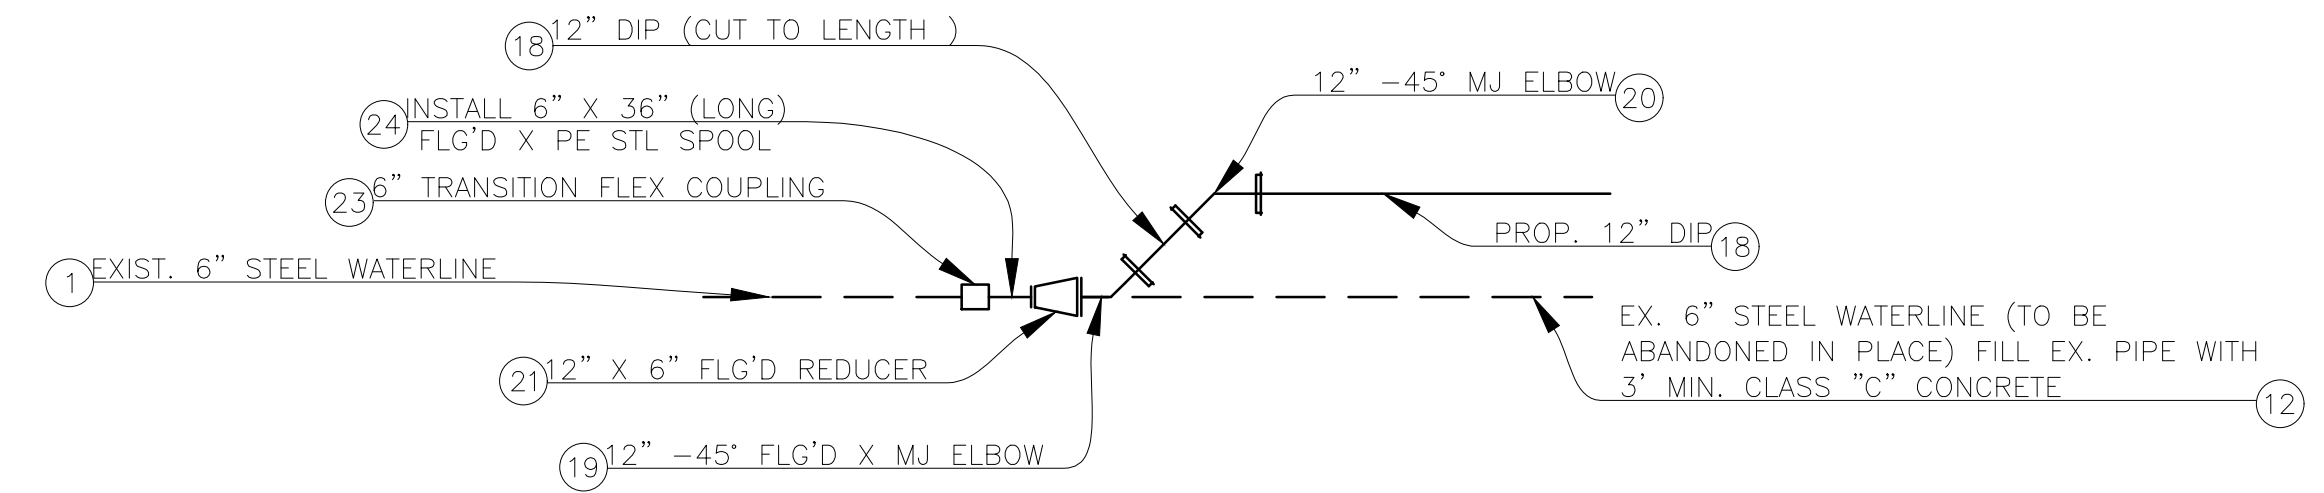 18 12" DIP (CUT TO LENGTH )
12" -45° MJ ELBOW 20
24 INSTALL 6" X 36" (LONG)
FLG'D X PE STL SPOOL
23 6" TRANSITION FLEX COUPLING
PROP. 12" DIP 18
1 EXIST. 6" STEEL WATERLINE
EX. 6" STEEL WATERLINE (TO BE
ABANDONED IN PLACE) FILL EX. PIPE WITH
3' MIN. CLASS "C" CONCRETE
12
21 12" X 6" FLG'D REDUCER
19 12" -45° FLG'D X MJ ELBOW